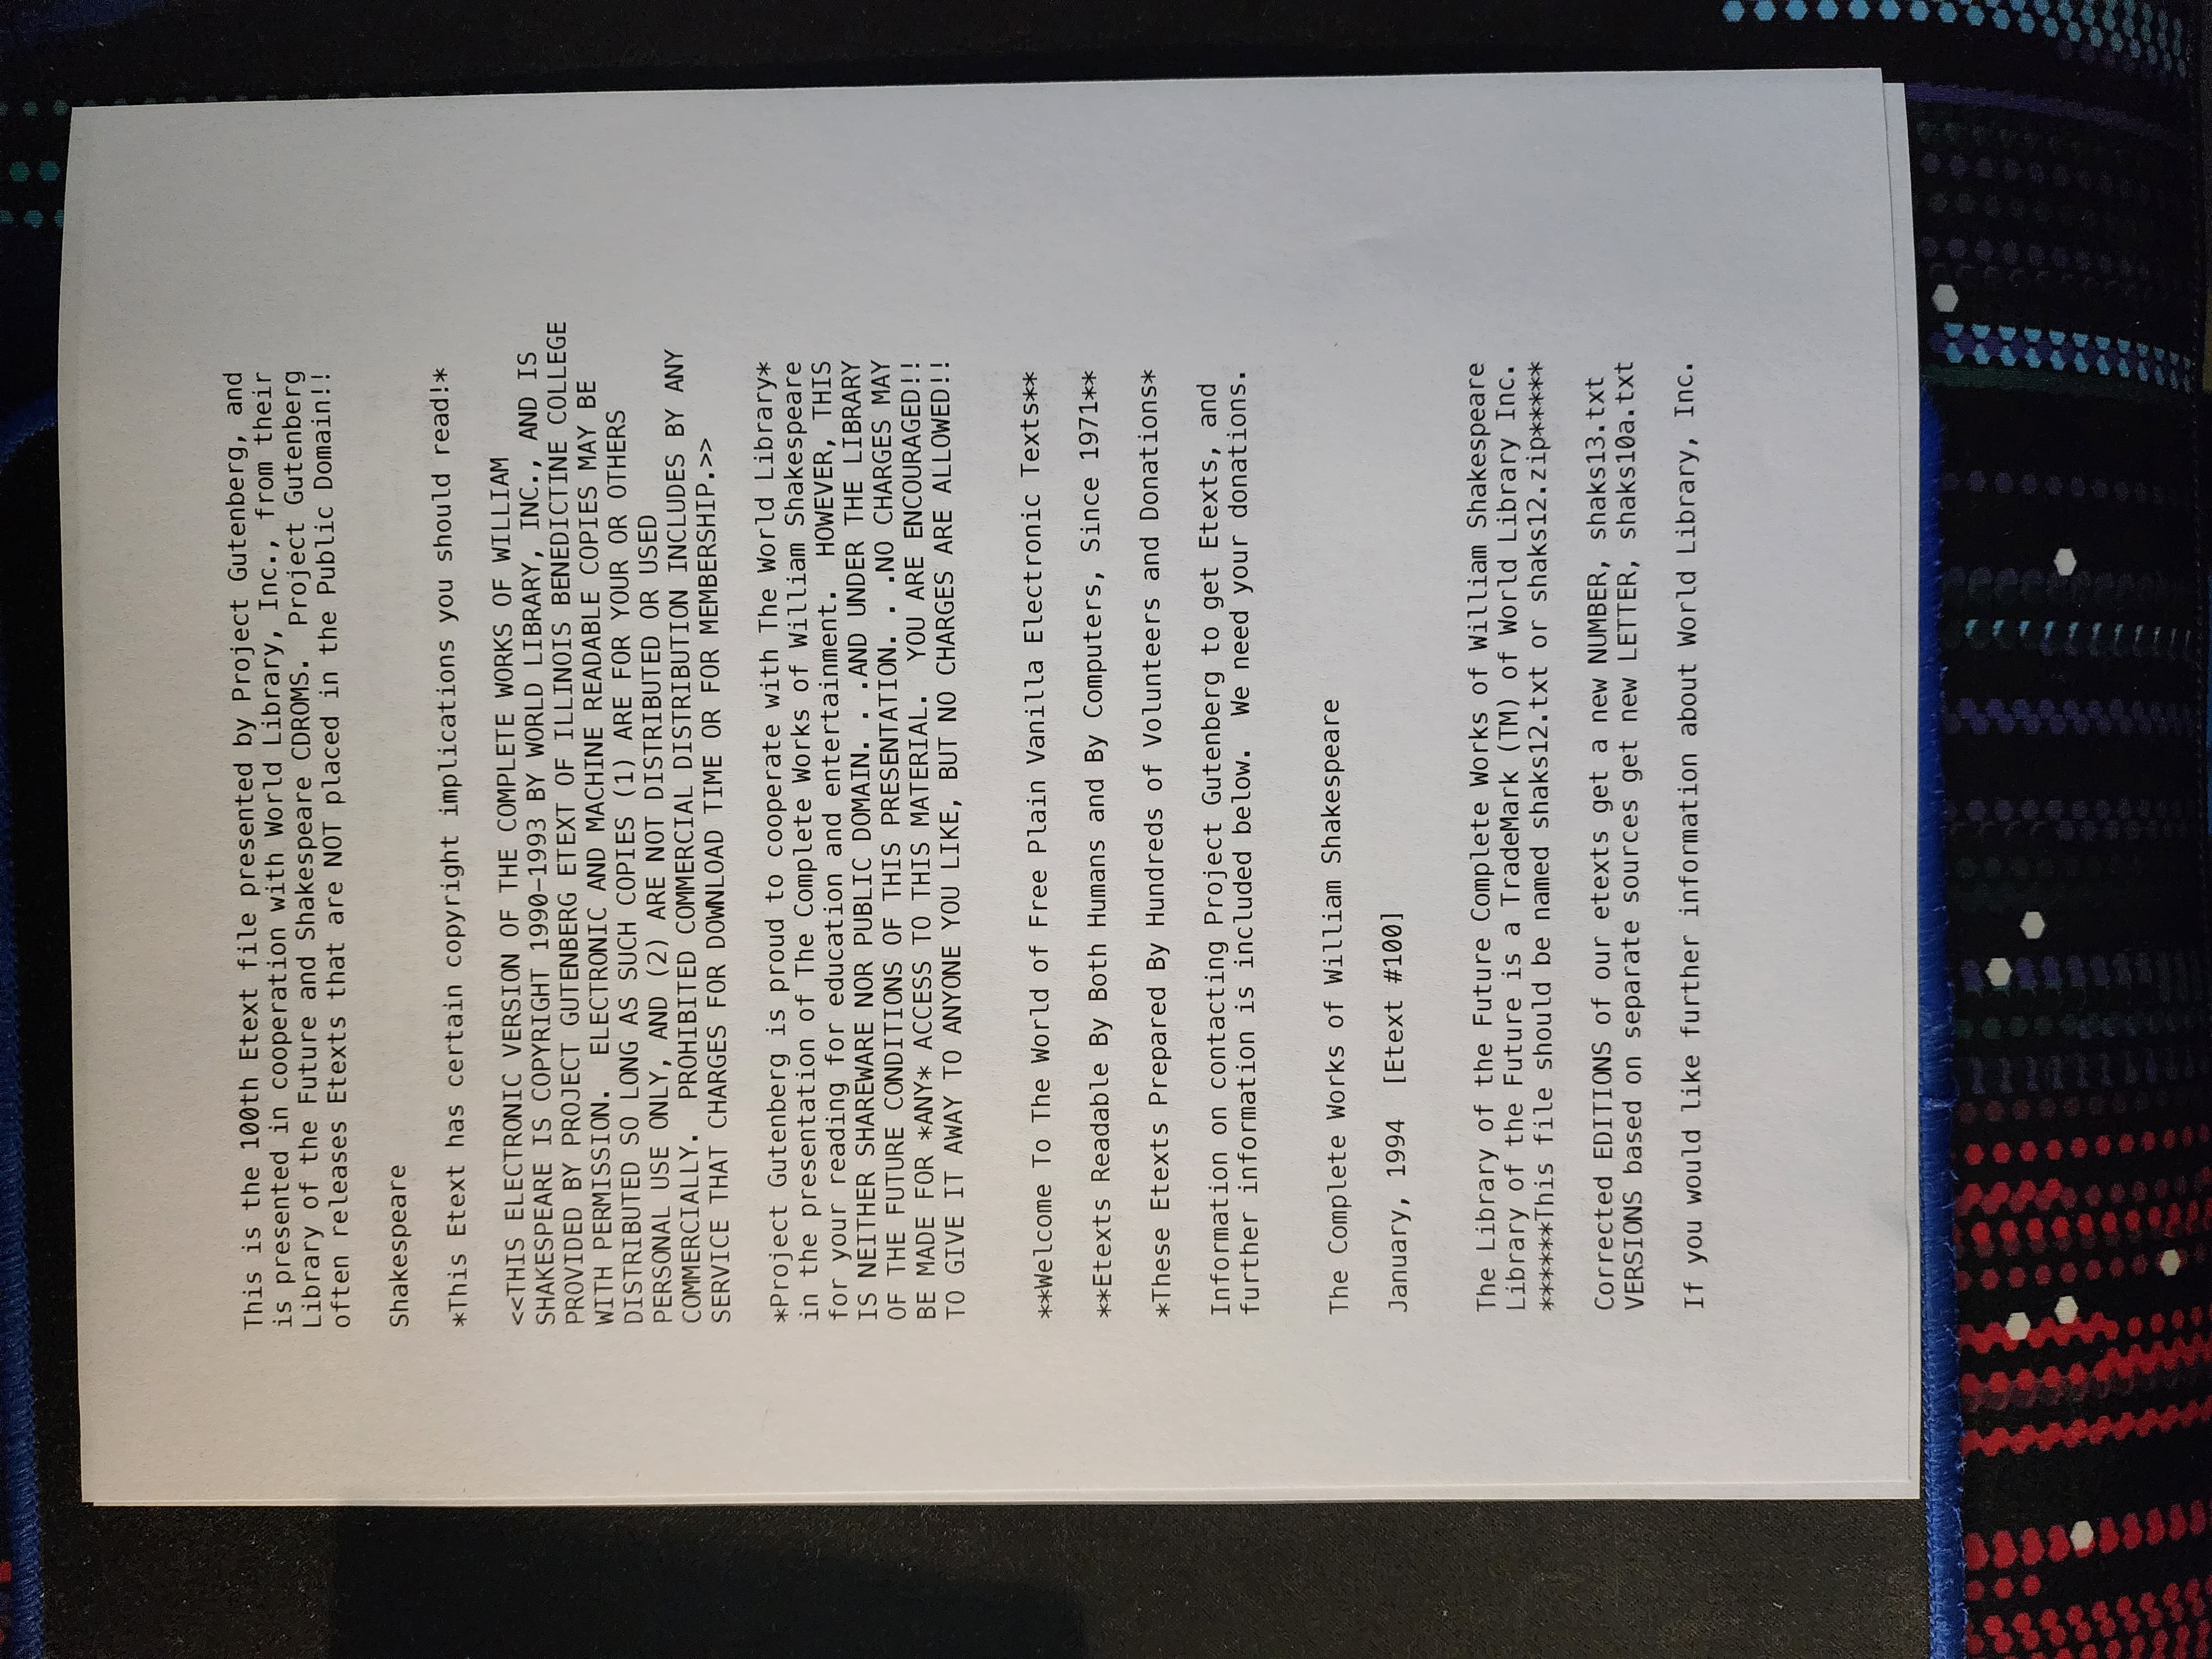 This is the 100th Etext file presented by Project Gutenberg, and
is presented in cooperation with World Library, Inc., from their
Library of the Future and Shakespeare CDROMS.  Project Gutenberg
often releases Etexts that are NOT placed in the Public Domain!!

Shakespeare

*This Etext has certain copyright implications you should read!*

<<THIS ELECTRONIC VERSION OF THE COMPLETE WORKS OF WILLIAM
SHAKESPEARE IS COPYRIGHT 1990-1993 BY WORLD LIBRARY, INC., AND IS
PROVIDED BY PROJECT GUTENBERG ETEXT OF ILLINOIS BENEDICTINE COLLEGE
WITH PERMISSION.  ELECTRONIC AND MACHINE READABLE COPIES MAY BE
DISTRIBUTED SO LONG AS SUCH COPIES (1) ARE FOR YOUR OR OTHERS
PERSONAL USE ONLY, AND (2) ARE NOT DISTRIBUTED OR USED
COMMERCIALLY.  PROHIBITED COMMERCIAL DISTRIBUTION INCLUDES BY ANY
SERVICE THAT CHARGES FOR DOWNLOAD TIME OR FOR MEMBERSHIP.>>

*Project Gutenberg is proud to cooperate with The World Library*
in the presentation of The Complete Works of William Shakespeare
for your reading for education and entertainment.  HOWEVER, THIS
IS NEITHER SHAREWARE NOR PUBLIC DOMAIN. . .AND UNDER THE LIBRARY
OF THE FUTURE CONDITIONS OF THIS PRESENTATION. . .NO CHARGES MAY
BE MADE FOR *ANY* ACCESS TO THIS MATERIAL.  YOU ARE ENCOURAGED!!
TO GIVE IT AWAY TO ANYONE YOU LIKE, BUT NO CHARGES ARE ALLOWED!!

**Welcome To The World of Free Plain Vanilla Electronic Texts**

**Etexts Readable By Both Humans and By Computers, Since 1971**

*These Etexts Prepared By Hundreds of Volunteers and Donations*

Information on contacting Project Gutenberg to get Etexts, and
further information is included below.  We need your donations.

The Complete Works of William Shakespeare

January, 1994  [Etext #100]

The Library of the Future Complete Works of William Shakespeare
Library of the Future is a TradeMark (TM) of World Library Inc.
******This file should be named shaks12.txt or shaks12.zip*****

Corrected EDITIONS of our etexts get a new NUMBER, shaks13.txt
VERSIONS based on separate sources get new LETTER, shaks10a.txt

If you would like further information about World Library, Inc.